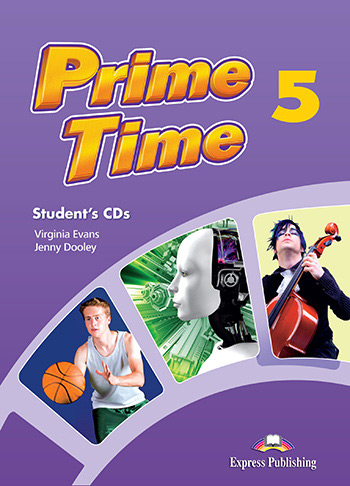 Prime 5
Time
Student's CDs
Virginia Evans
Jenny Dooley
Express Publishing